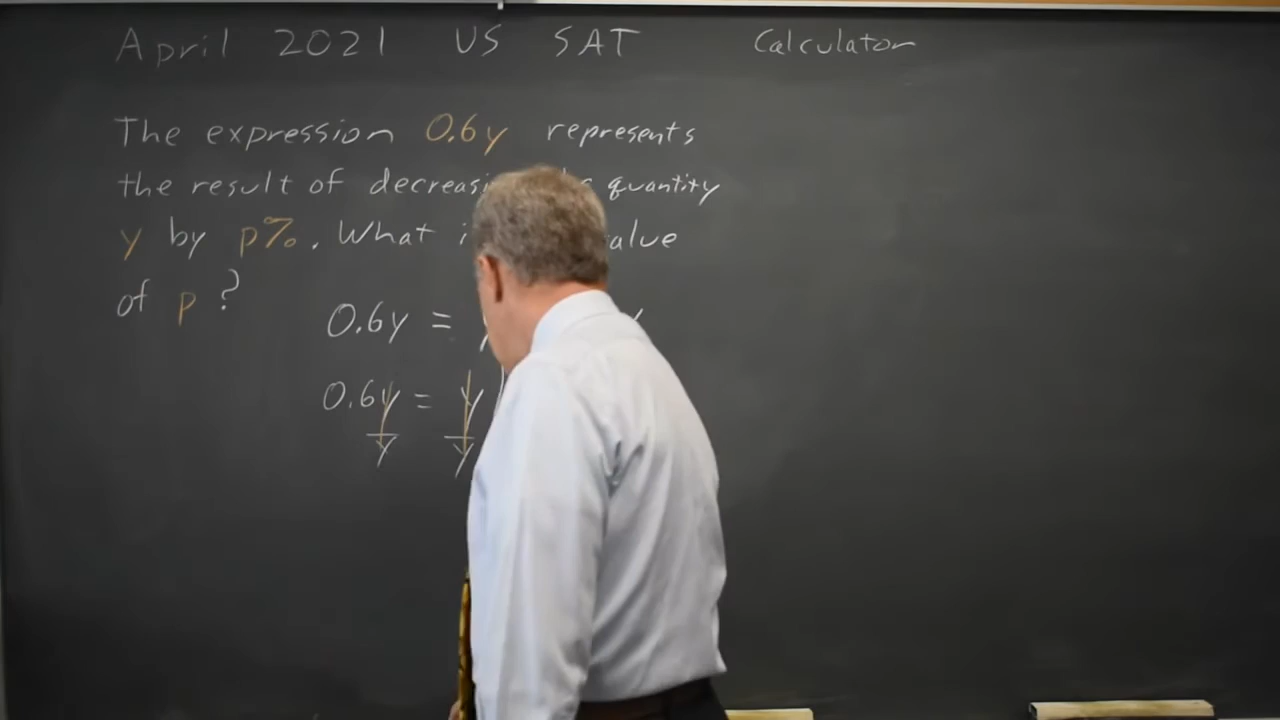 April 2021 US SAT Calculator
The expression 0.6y represents
the result of decreasi quantity
y by p%. What i alue
of p ?
0.6y =
0.6y = y
y y